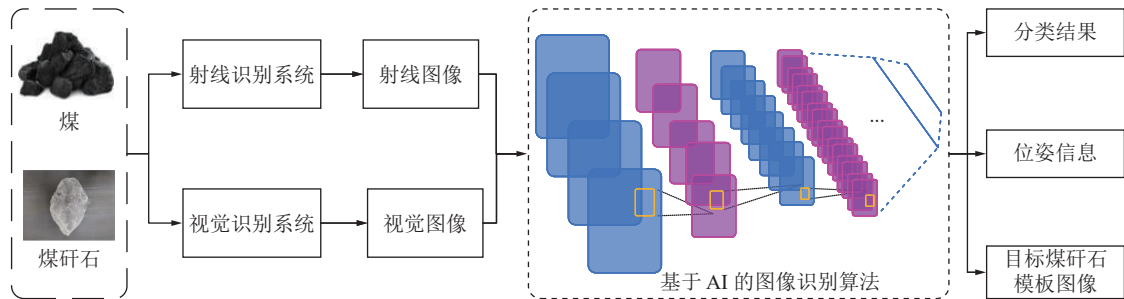 煤
煤矸石
射线识别系统
射线图像
视觉识别系统
视觉图像
...
基于 AI 的图像识别算法
分类结果
位姿信息
目标煤矸石
模板图像